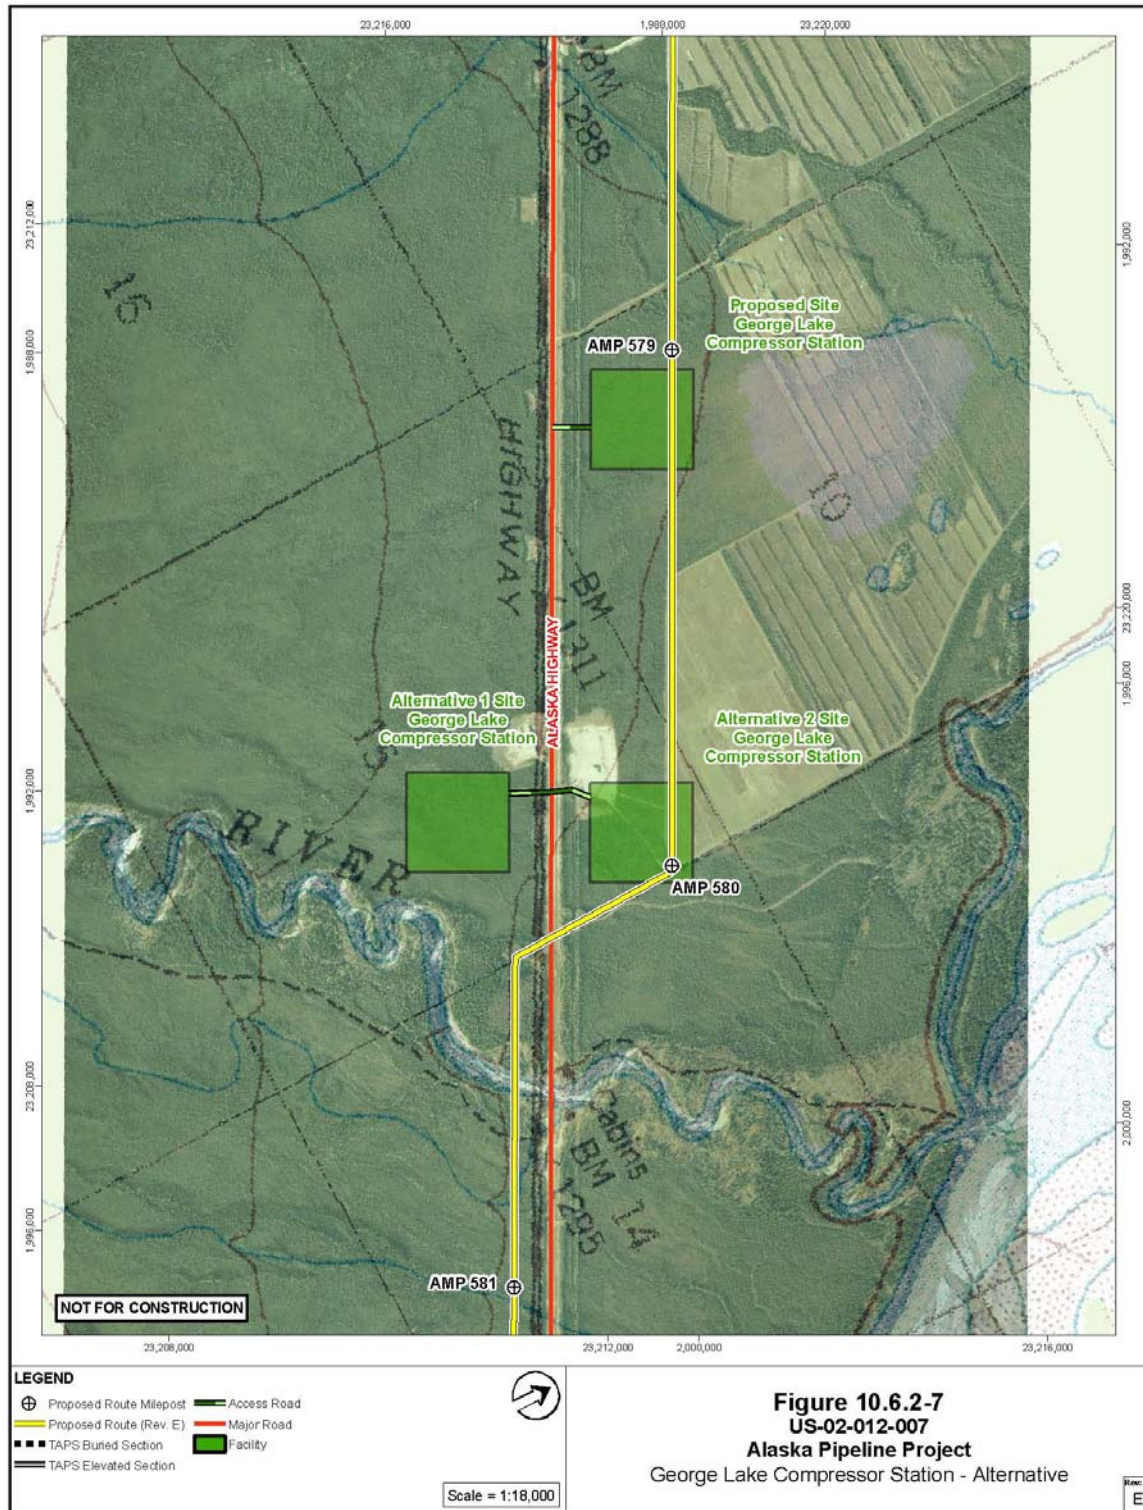 23,216,000
1,988,000
23,220,000
BM
1288
23,212,000
1,992,000
16
Proposed Site
George Lake
Compressor Station
AMP 579
1,988,000
HIGHWAY
19
BM
1311
23,220,000
1,996,000
ALASKA HIGHWAY
Alternative 1 Site
George Lake
Compressor Station
Alternative 2 Site
George Lake
Compressor Station
15
1,992,000
RIVER
AMP 580
23,208,000
Cabins
BM
1295
14
2,000,000
1,996,000
AMP 581
NOT FOR CONSTRUCTION
23,208,000
23,212,000
2,000,000
23,216,000
LEGEND
Proposed Route Milepost
Access Road
Proposed Route (Rev. E)
Major Road
TAPS Buried Section
Facility
TAPS Elevated Section
Scale = 1:18,000
Figure 10.6.2-7
US-02-012-007
Alaska Pipeline Project
George Lake Compressor Station - Alternative
Rev:
E